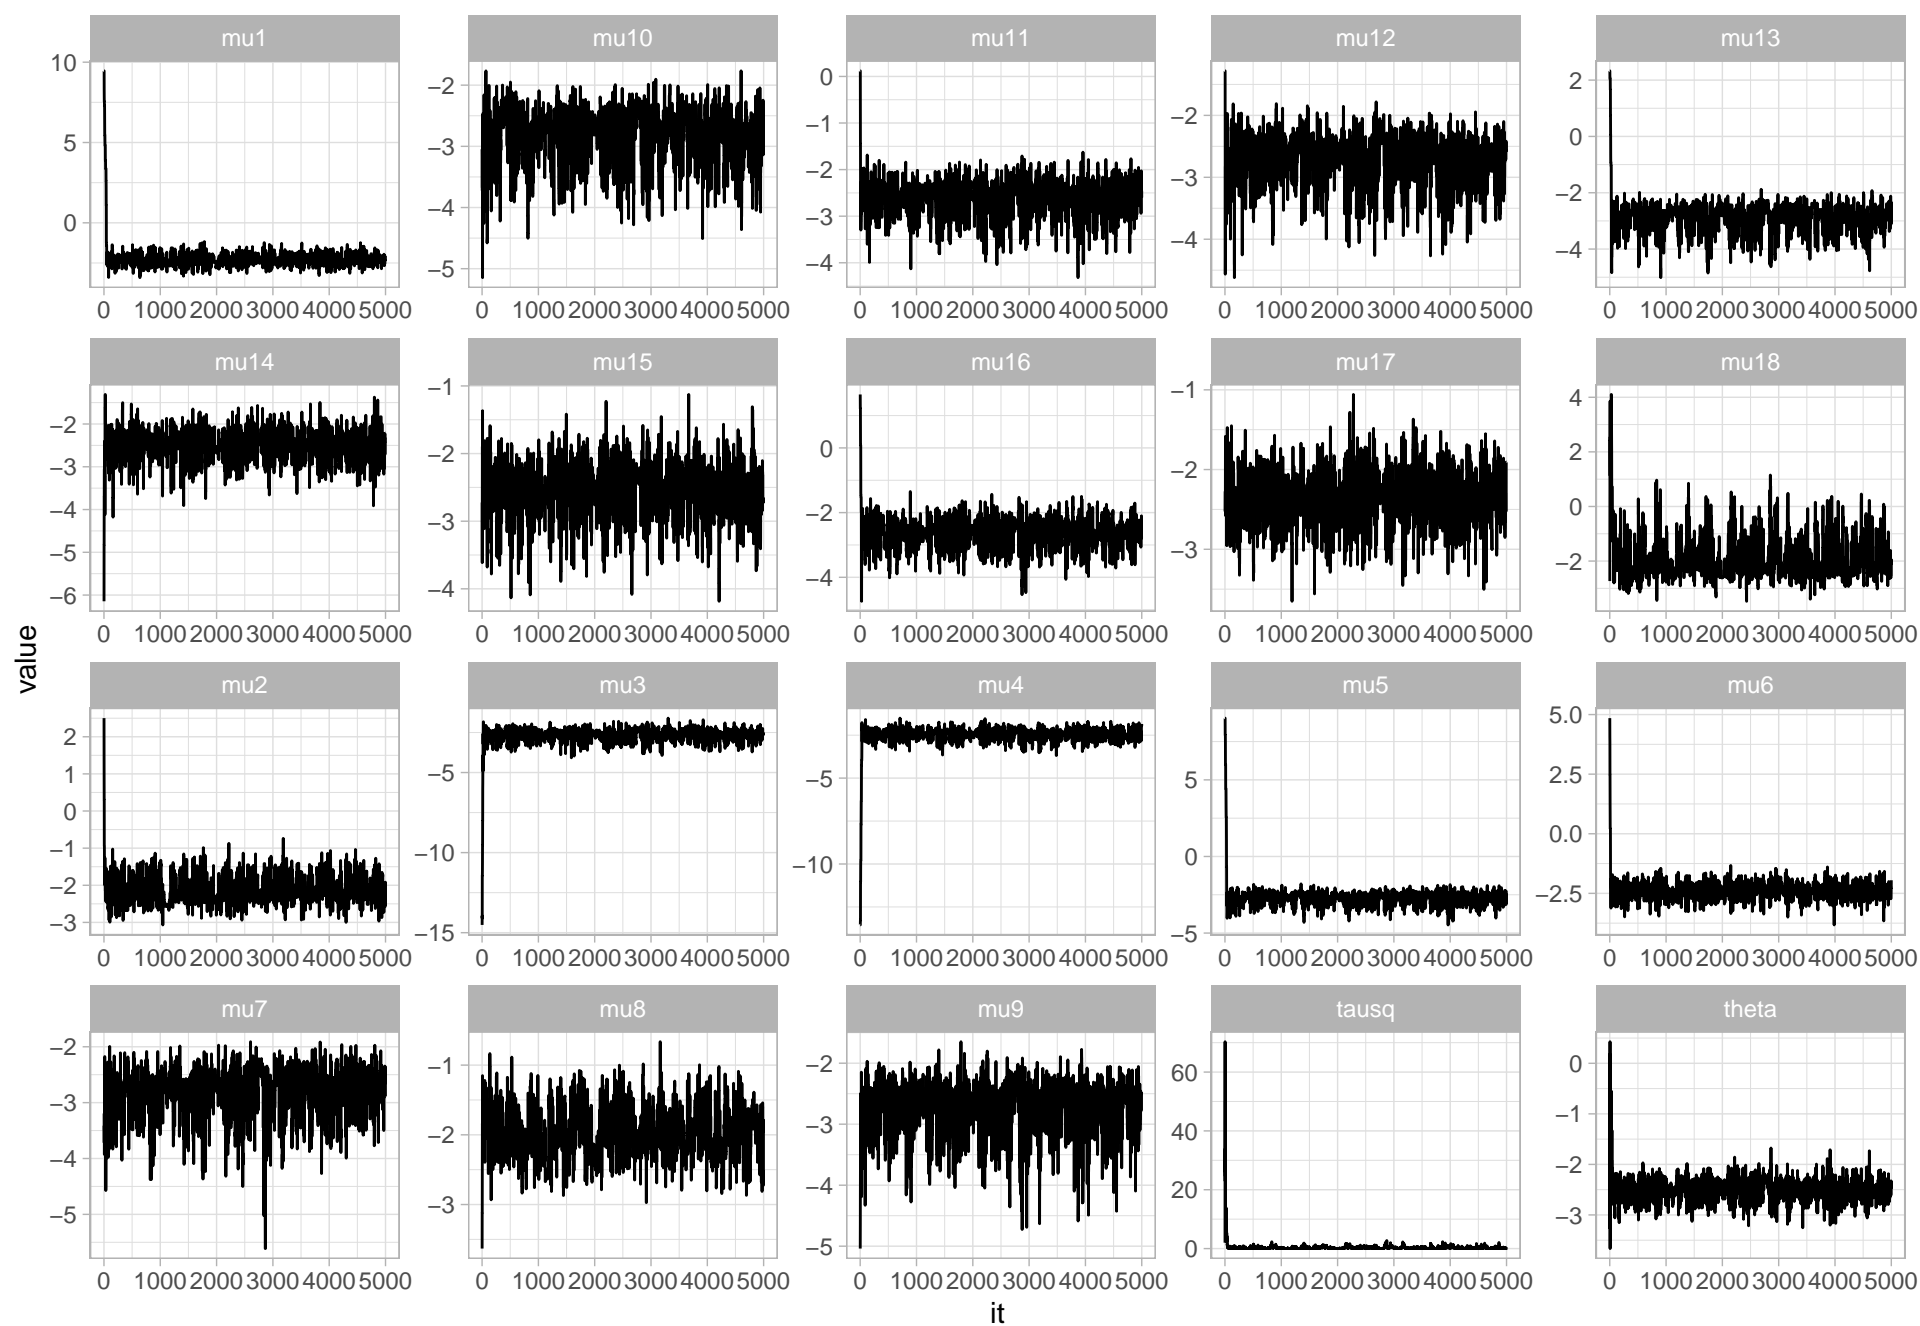 mu1 mu10 mu11 mu12 mu13
10 5 0
−2 −3 −4 −5
0 −1 −2 −3 −4
−2 −3 −4
2 0 −2 −4
0 1000 2000 3000 4000 5000 0 1000 2000 3000 4000 5000 0 1000 2000 3000 4000 5000 0 1000 2000 3000 4000 5000 0 1000 2000 3000 4000 5000
mu14 mu15 mu16 mu17 mu18
−2 −3 −4 −5 −6
−1 −2 −3 −4
0 −2 −4
−1 −2 −3
4 2 0 −2
0 1000 2000 3000 4000 5000 0 1000 2000 3000 4000 5000 0 1000 2000 3000 4000 5000 0 1000 2000 3000 4000 5000 0 1000 2000 3000 4000 5000
value
mu2 mu3 mu4 mu5 mu6
2 1 0 −1 −2 −3
−5 −10 −15
−5 −10
5 0 −5
5.0 2.5 0.0 −2.5
0 1000 2000 3000 4000 5000 0 1000 2000 3000 4000 5000 0 1000 2000 3000 4000 5000 0 1000 2000 3000 4000 5000 0 1000 2000 3000 4000 5000
mu7 mu8 mu9 tausq theta
−2 −3 −4 −5
−1 −2 −3
−2 −3 −4 −5
60 40 20 0
0 −1 −2 −3
0 1000 2000 3000 4000 5000 0 1000 2000 3000 4000 5000 0 1000 2000 3000 4000 5000 0 1000 2000 3000 4000 5000 0 1000 2000 3000 4000 5000
it